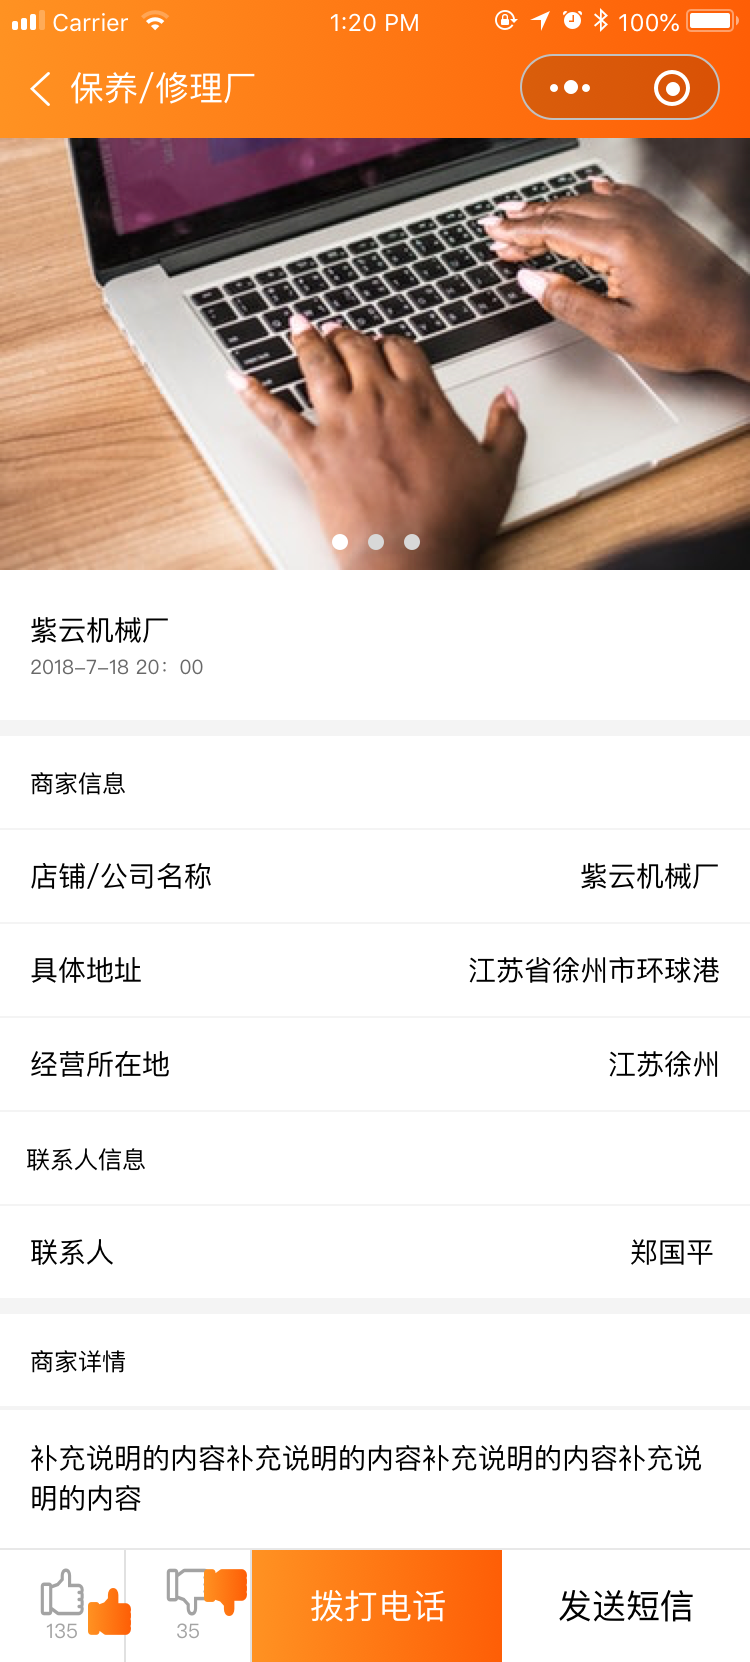 Carrier 1:20 PM 100%
保养/修理厂
紫云机械厂
2018-7-18 20：00
商家信息
店铺/公司名称 紫云机械厂
具体地址 江苏省徐州市环球港
经营所在地 江苏徐州
联系人信息
联系人 郑国平
商家详情
补充说明的内容补充说明的内容补充说明的内容补充说
明的内容
135 35 拨打电话 发送短信